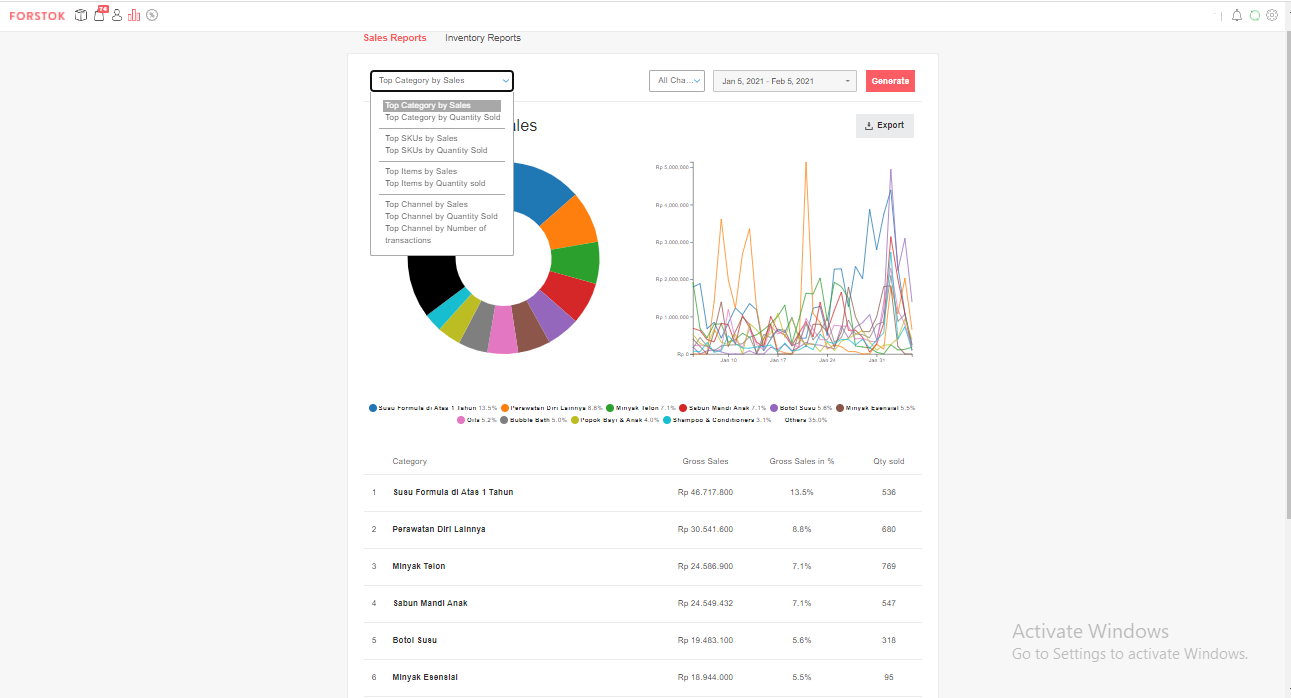 FORSTOK 74
Sales Reports Inventory Reports
Top Category by Sales All Cha... Jan 5, 2021 - Feb 5, 2021 Generate
Top Category by Sales
Top Category by Quantity Sold
Top SKUs by Sales
Top SKUs by Quantity Sold
Top Items by Sales
Top Items by Quantity sold
Top Channel by Sales
Top Channel by Quantity Sold
Top Channel by Number of
transactions
ales Export
Rp 5,000,000
Rp 4,000,000
Rp 3,000,000
Rp 2,000,000
Rp 1,000,000
Rp 0
Jan 10 Jan 17 Jan 24 Jan 31
Susu Formula di Atas 1 Tahun 13.5% Perawatan Diri Lainnya 8.8% Minyak Telon 7.1% Sabun Mandi Anak 7.1% Botol Susu 5.6% Minyak Esensial 5.5%
Oils 5.2% Bubble Bath 5.0% Popok Bayi & Anak 4.0% Shampoo & Conditioners 3.1% Others 35.0%
Category Gross Sales Gross Sales in % Qty sold
1 Susu Formula di Atas 1 Tahun Rp 46.717.800 13.5% 536
2 Perawatan Diri Lainnya Rp 30.541.600 8.8% 680
3 Minyak Telon Rp 24.586.900 7.1% 769
4 Sabun Mandi Anak Rp 24.549.432 7.1% 547
5 Botol Susu Rp 19.483.100 5.6% 318
6 Minyak Esensial Rp 18.944.000 5.5% 95
Activate Windows
Go to Settings to activate Windows.